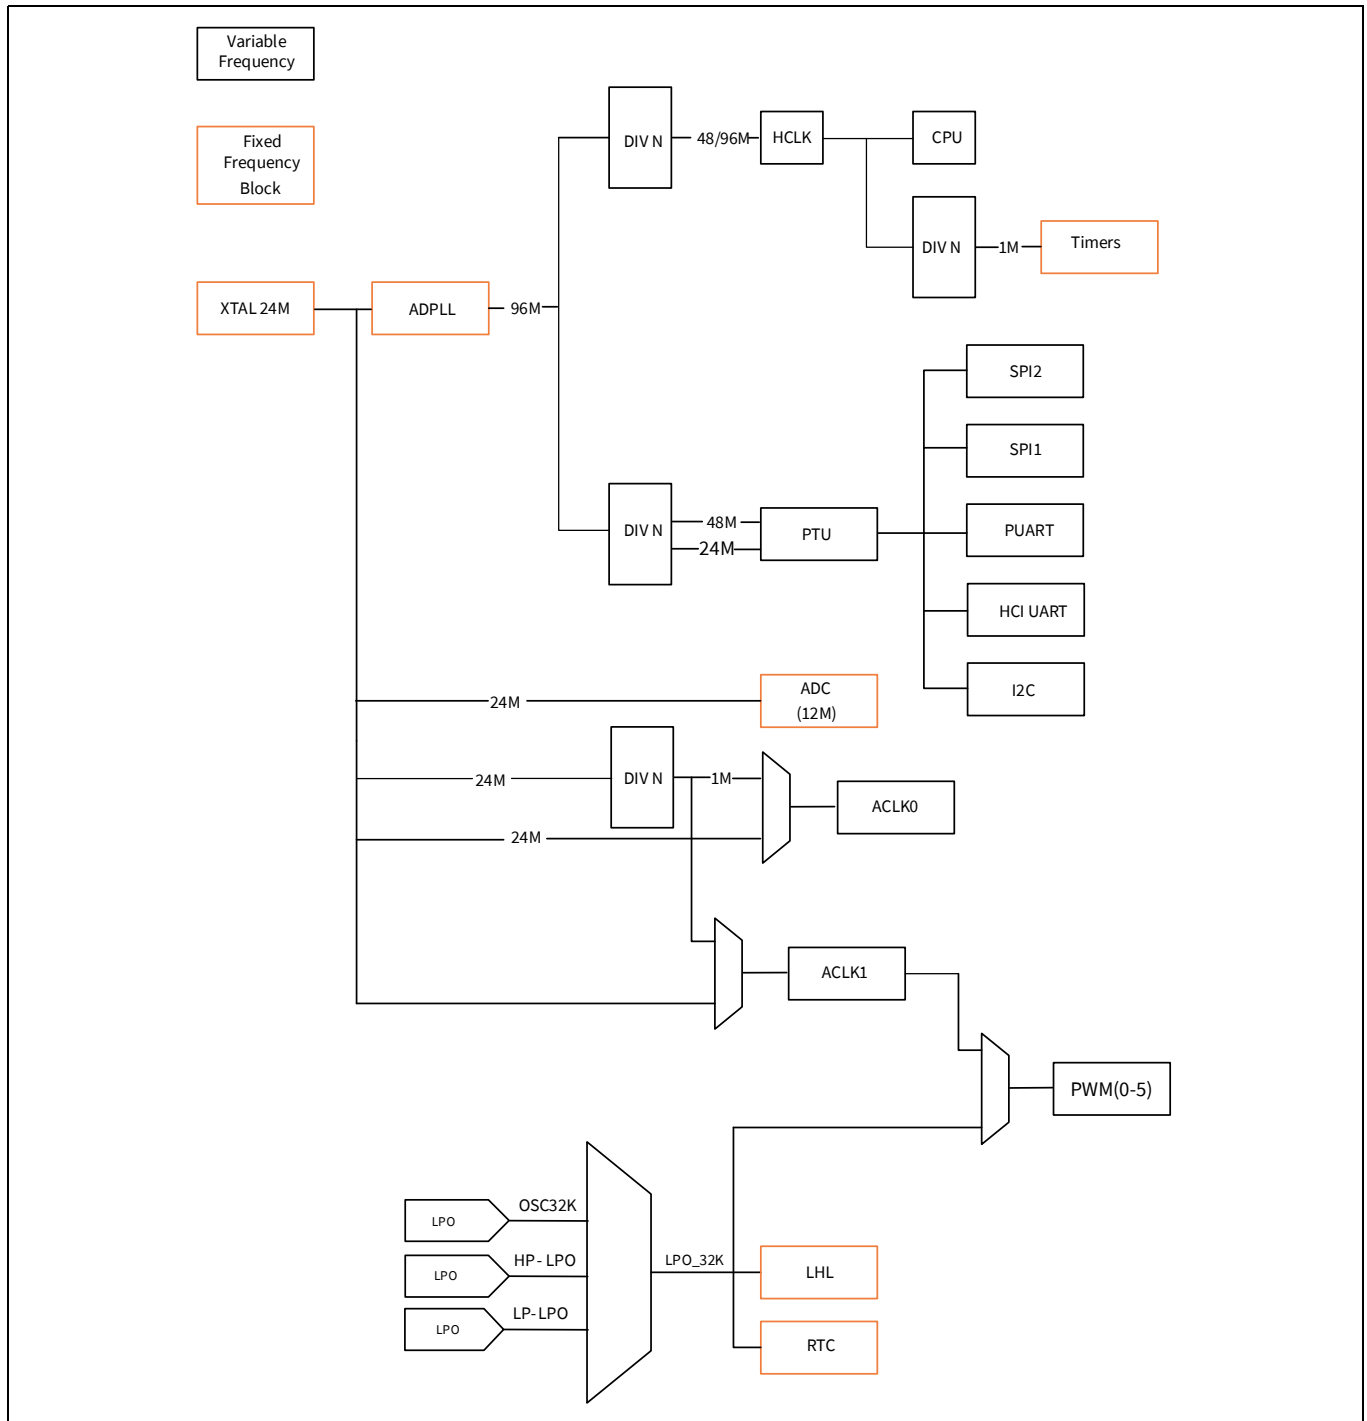 Variable
Frequency
Fixed
Frequency
Block
DIV N
48/96M
HCLK
CPU
DIV N
1M
Timers
XTAL 24M
ADPLL
96M
SPI2
SPI1
DIV N
48M
24M
PTU
PUART
HCI UART
I2C
24M
ADC
(12M)
24M
DIV N
1M
24M
ACLK0
ACLK1
PWM(0-5)
LPO
OSC32K
LPO
HP- LPO
LPO
LP-LPO
LPO_32K
LHL
RTC